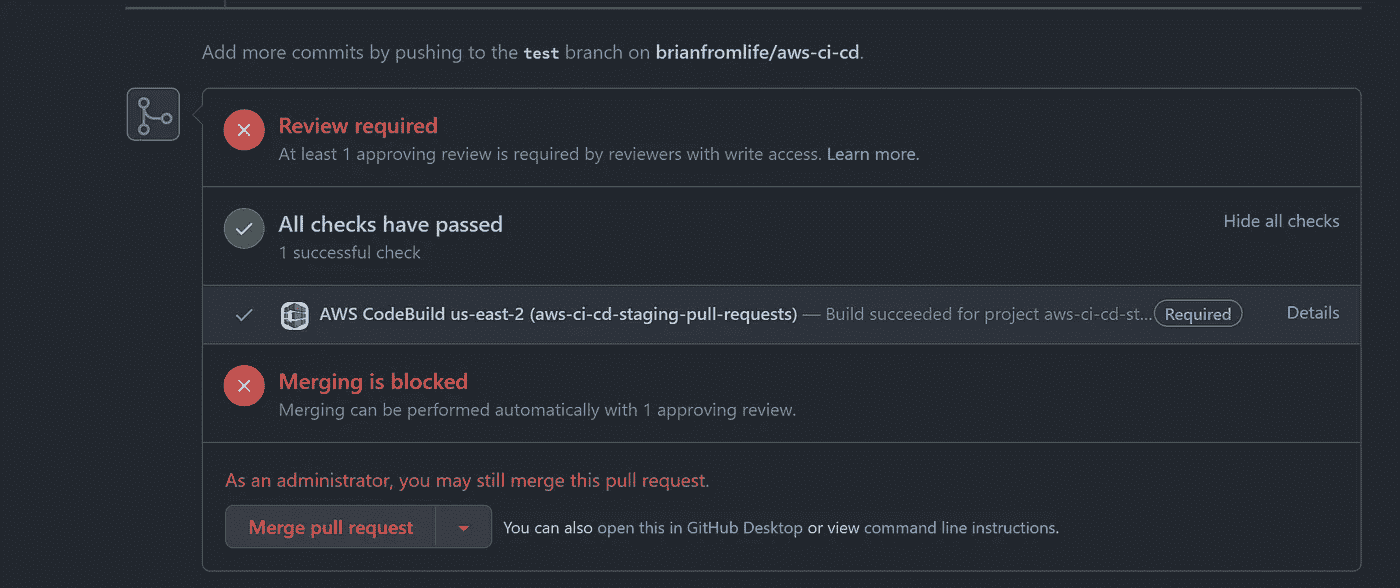 Add more commits by pushing to the test branch on brianfromlife/aws-ci-cd.
Review required
At least 1 approving review is required by reviewers with write access. Learn more.
All checks have passed
Hide all checks
1 successful check
AWS CodeBuild us-east-2 (aws-ci-cd-staging-pull-requests) — Build succeeded for project aws-ci-cd-st... Required Details
Merging is blocked
Merging can be performed automatically with 1 approving review.
As an administrator, you may still merge this pull request.
Merge pull request
You can also open this in GitHub Desktop or view command line instructions.